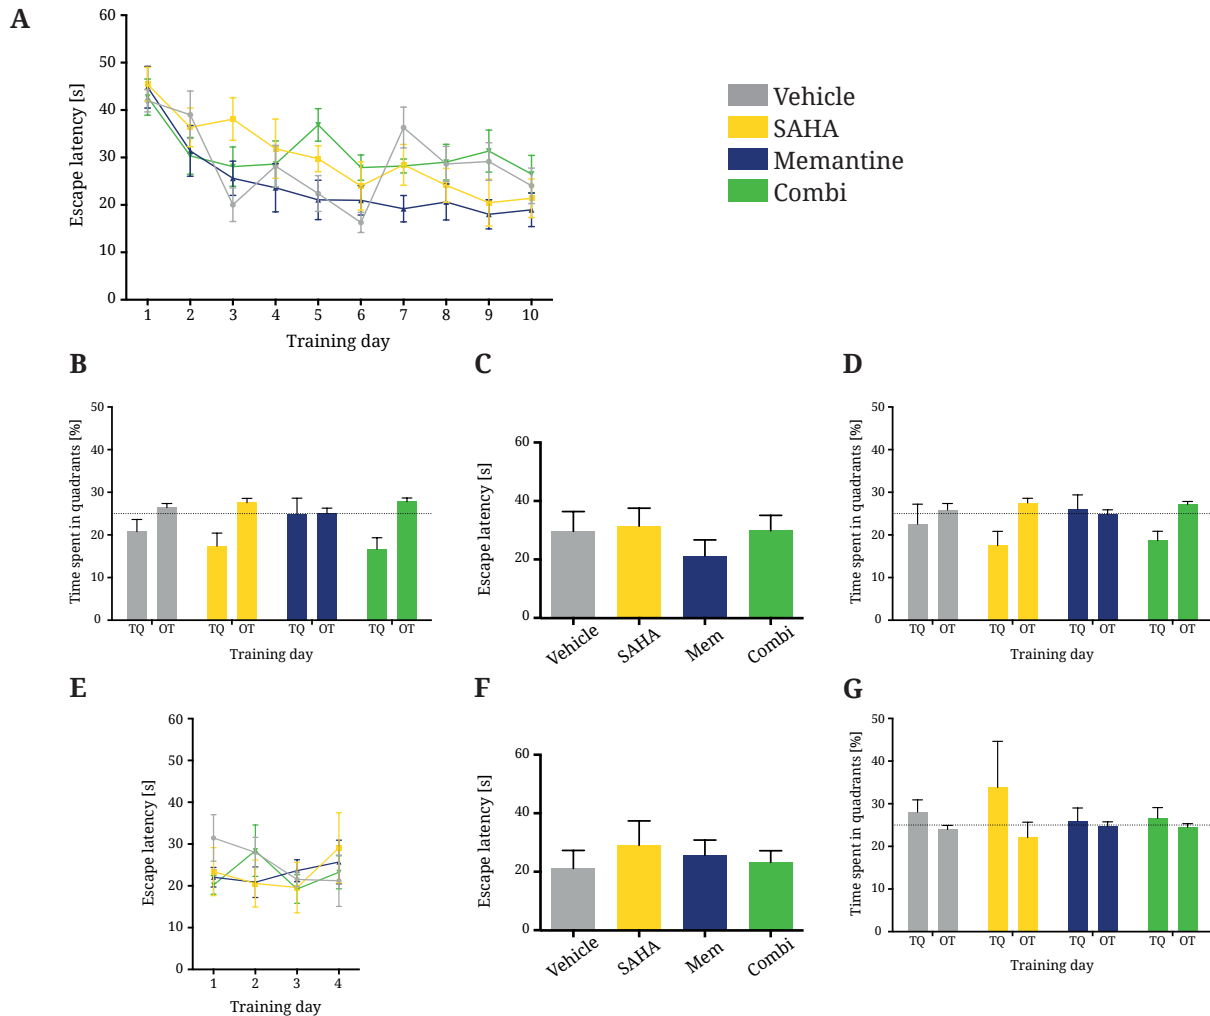 A
60
50
40
30
20
10
0
Escape latency [s]
1 2 3 4 5 6 7 8 9 10
Training day
Vehicle
SAHA
Memantine
Combi
B
50
40
30
20
10
0
Time spent in quadrants [%]
TQ OT TQ OT TQ OT TQ OT
Training day
C
60
40
20
0
Escape latency [s]
Vehicle SAHA Mem Combi
D
50
40
30
20
10
0
Time spent in quadrants [%]
TQ OT TQ OT TQ OT TQ OT
Training day
E
60
50
40
30
20
10
0
Escape latency [s]
1 2 3 4
Training day
F
60
40
20
0
Escape latency [s]
Vehicle SAHA Mem Combi
G
50
40
30
20
10
0
Time spent in quadrants [%]
TQ OT TQ OT TQ OT TQ OT
Training day